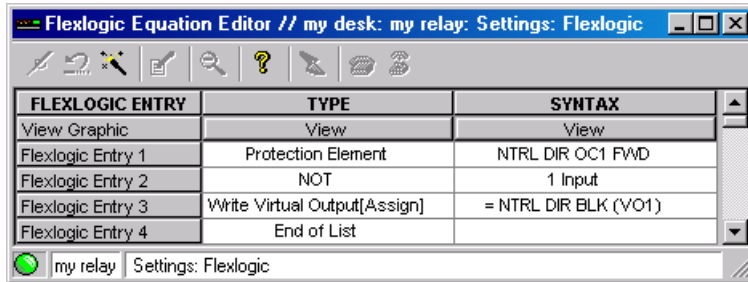 Flexlogic Equation Editor // my desk: my relay: Settings: Flexlogic
FLEXLOGIC ENTRY TYPE SYNTAX
View Graphic View View
Flexlogic Entry 1 Protection Element NTRL DIR OC1 FWD
Flexlogic Entry 2 NOT 1 Input
Flexlogic Entry 3 Write Virtual Output[Assign] = NTRL DIR BLK (VO1)
Flexlogic Entry 4 End of List
my relay Settings: Flexlogic